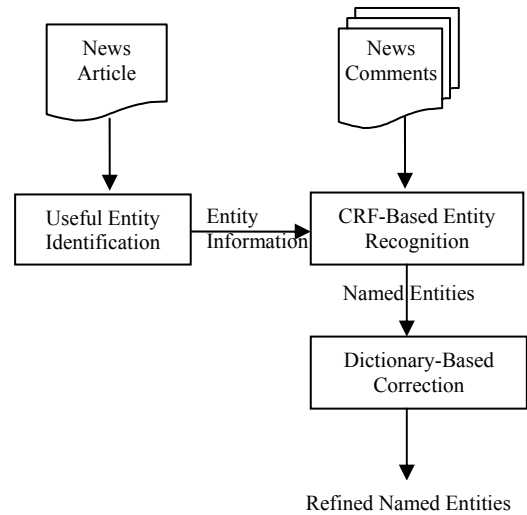 News
Article
News
Comments
Useful Entity
Identification
Entity
Information
CRF-Based Entity
Recognition
Named Entities
Dictionary-Based
Correction
Refined Named Entities